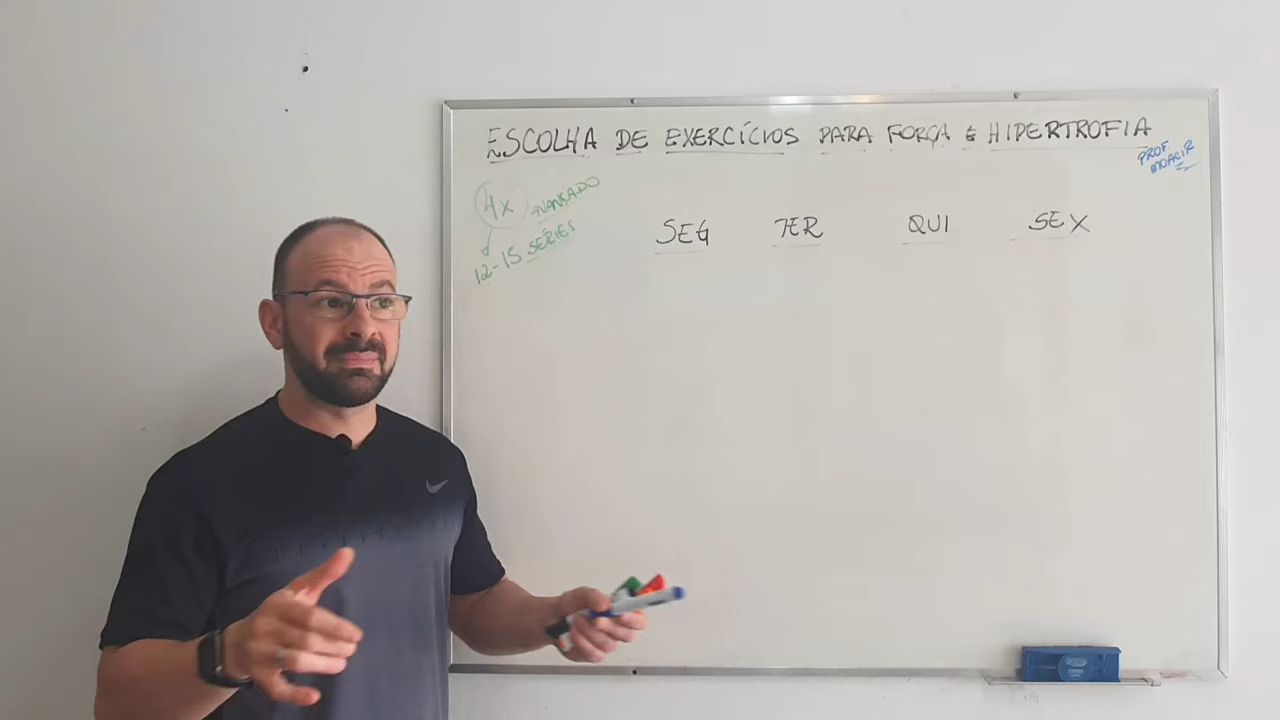 ESCOLHA DE EXERCÍCIOS PARA FORÇA E HIPERTROFIA
PROF.
MOACIR
4x AVANÇADO
12-15 SÉRIES
SEG TER QUI SEX